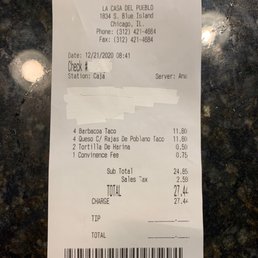 LA CASA DEL PUEBLO
1834 S. Blue Island
Chicago, IL.
Phone: (312) 421-4664
Fax: (312) 421-4664
Date: 12/21/2020 08:41
Check #
Station: Caja Server: Ana
4 Barbacoa Taco 11.80
4 Queso C/ Rajas De Poblano Taco 11.80
2 Tortilla De Harina 0.50
1 Convinence Fee 0.75
Sub Total 24.85
Sales Tax 2.59
TOTAL 27.44
CHARGE 27.44
TIP
TOTAL